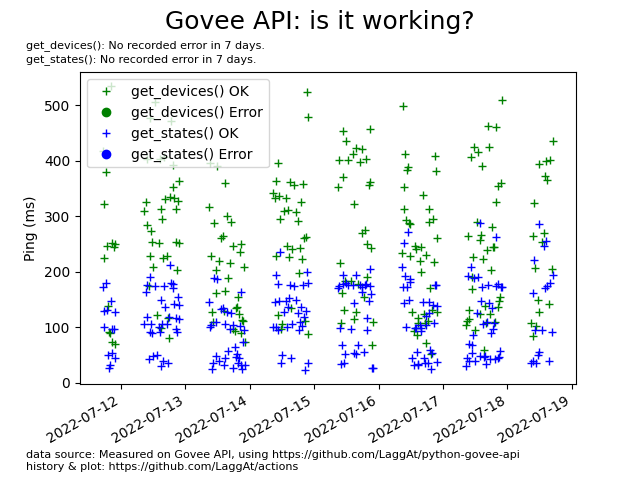 Govee API: is it working?
get_devices(): No recorded error in 7 days.
get_states(): No recorded error in 7 days.
get_devices() OK
get_devices() Error
get_states() OK
get_states() Error
Ping (ms)
500
400
300
200
100
0
2022-07-12
2022-07-13
2022-07-14
2022-07-15
2022-07-16
2022-07-17
2022-07-18
2022-07-19
data source: Measured on Govee API, using https://github.com/LaggAt/python-govee-api
history & plot: https://github.com/LaggAt/actions